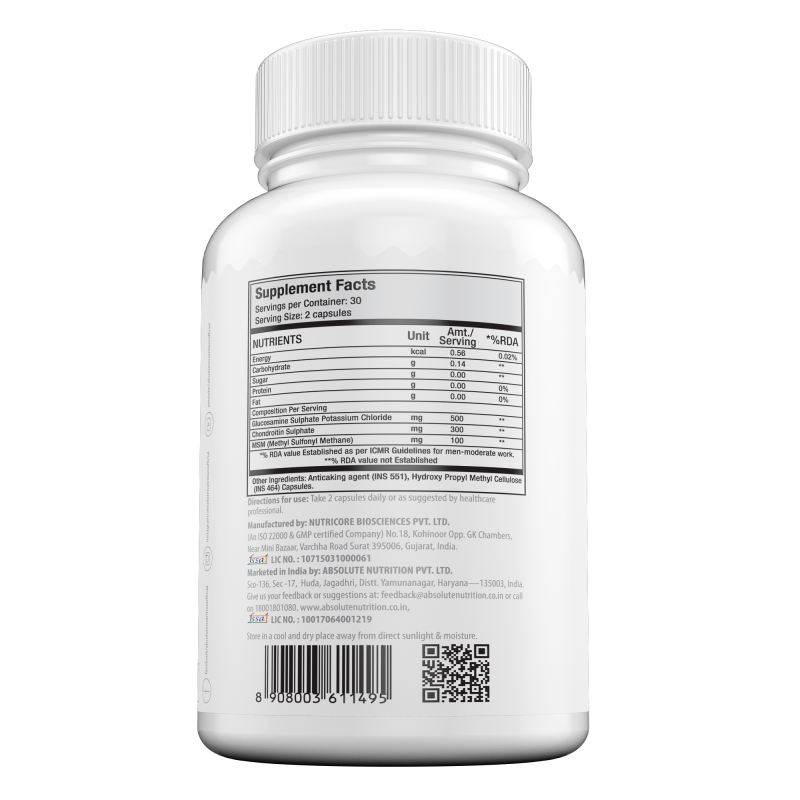 Supplement Facts
Servings per Container: 30
Serving Size: 2 capsules
NUTRIENTS Unit Amt./ Serving *%RDA
Energy kcal 0.56 0.02%
Carbohydrate g 0.14 **
Sugar g 0.00 **
Protein g 0.00 0%
Fat g 0.00 0%
Composition Per Serving
Glucosamine Sulphate Potassium Chloride mg 500 **
Chondroitin Sulphate mg 300 **
MSM (Methyl Sulfonyl Methane) mg 100 **
*% RDA value Established as per ICMR Guidelines for men-moderate work.
**% RDA value not Established
Other Ingredients: Anticaking agent (INS 551), Hydroxy Propyl Methyl Cellulose
(INS 464) Capsules.
Directions for use: Take 2 capsules daily or as suggested by healthcare
professional.
Manufactured by: NUTRICORE BIOSCIENCES PVT. LTD.
(An ISO 22000 & GMP certified Company) No.18, Kohinoor Opp. GK Chambers,
Near Mini Bazaar, Varchha Road Surat 395006, Gujarat, India.
fssai LIC NO. : 10715031000061
Marketed in India by: ABSOLUTE NUTRITION PVT. LTD.
Sco-136, Sec -17, Huda, Jagadhri, Distt. Yamunanagar, Haryana—135003, India.
Give us your feedback or suggestions at: feedback@absolutenutrition.co.in or call
on 18001801080. www.absolutenutrition.co.in,
fssai LIC NO. : 10017064001219
Store in a cool and dry place away from direct sunlight & moisture.
8 908003 611495